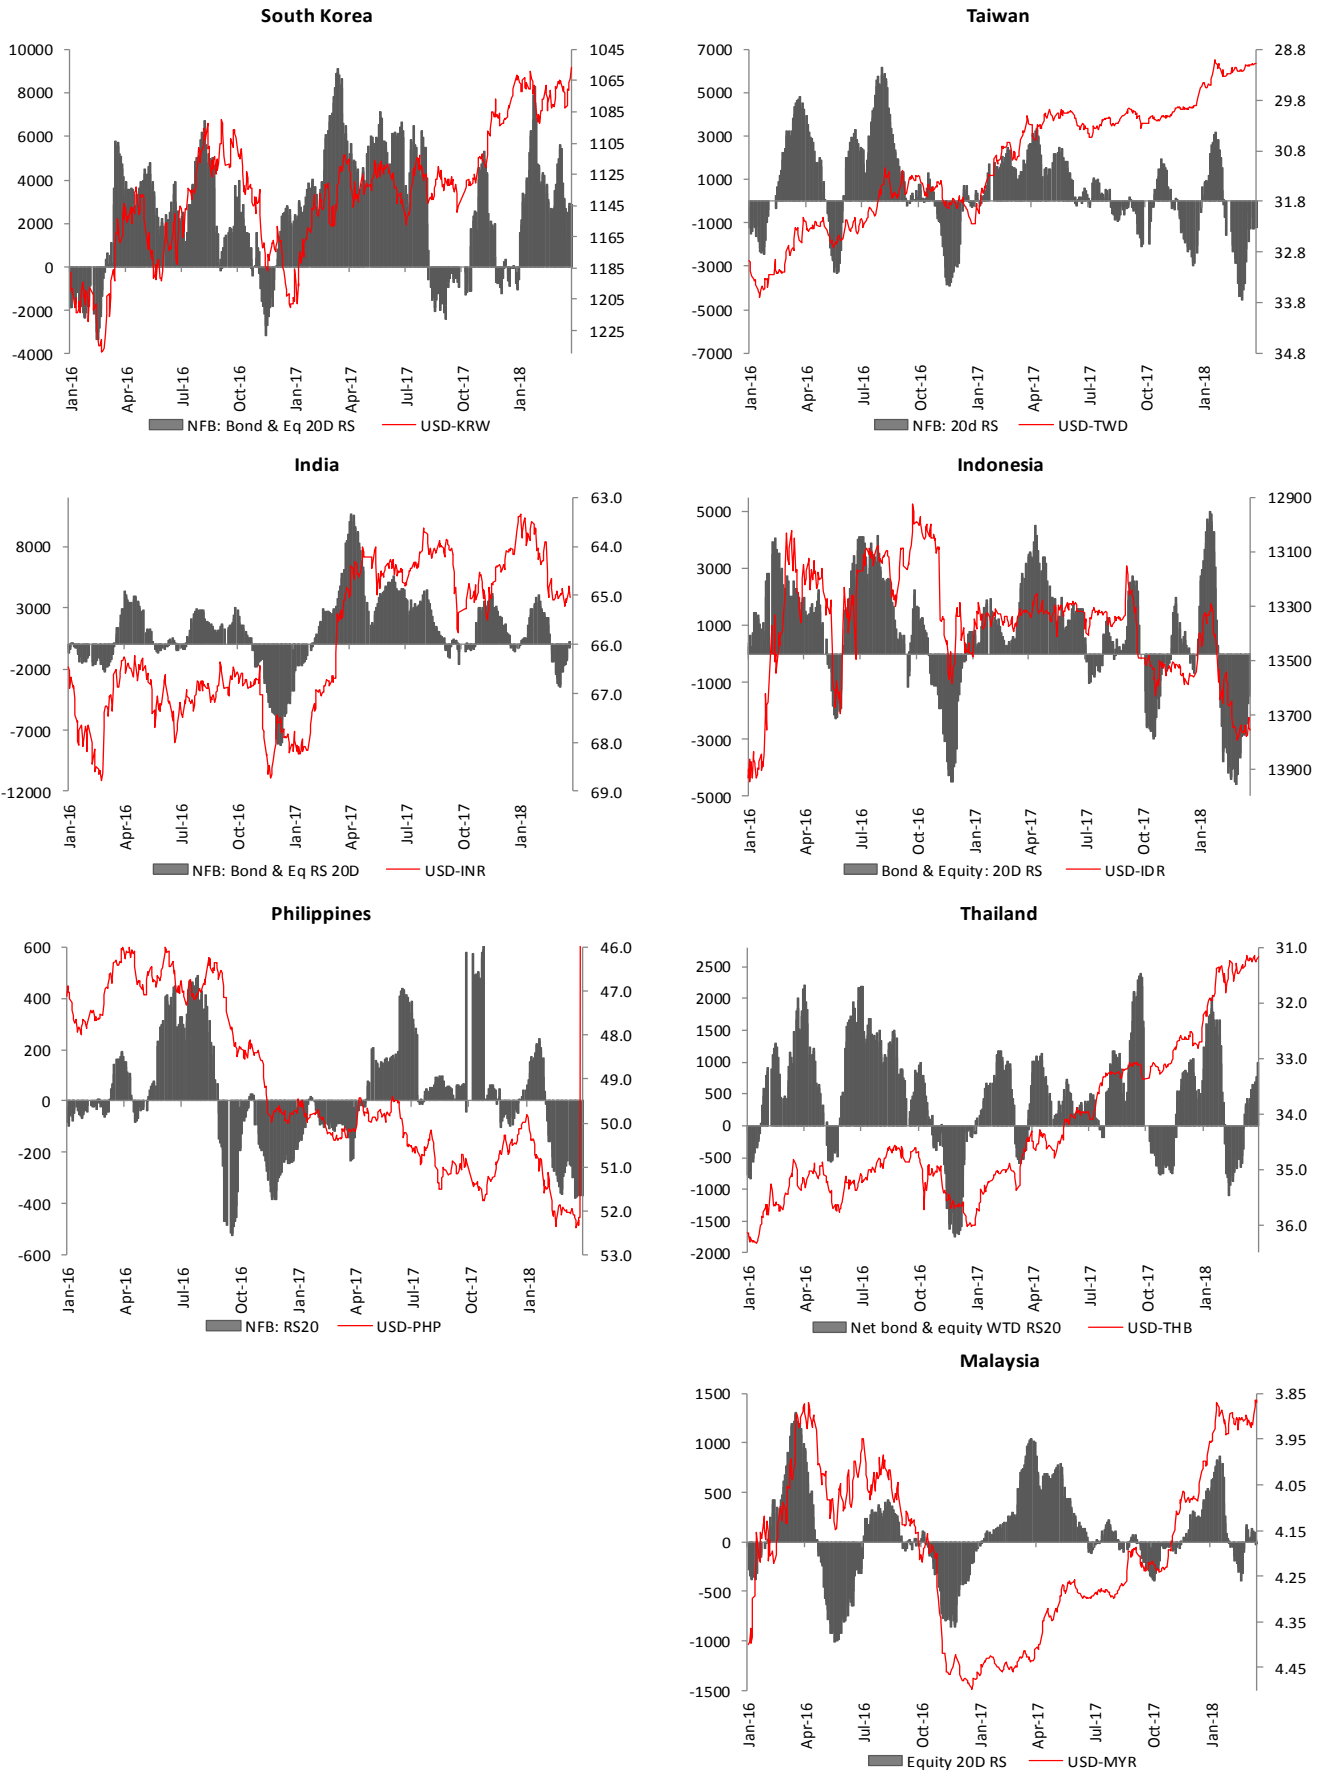 South Korea
10000
8000
6000
4000
2000
0
-2000
-4000
1045
1065
1085
1105
1125
1145
1165
1185
1205
1225
Jan-16
Apr-16
Jul-16
Oct-16
Jan-17
Apr-17
Jul-17
Oct-17
Jan-18
NFB: Bond & Eq 20D RS
USD-KRW
Taiwan
7000
5000
3000
1000
-1000
-3000
-5000
-7000
28.8
29.8
30.8
31.8
32.8
33.8
34.8
Jan-16
Apr-16
Jul-16
Oct-16
Jan-17
Apr-17
Jul-17
Oct-17
Jan-18
NFB: 20d RS
USD-TWD
India
8000
3000
-2000
-7000
-12000
63.0
64.0
65.0
66.0
67.0
68.0
69.0
Jan-16
Apr-16
Jul-16
Oct-16
Jan-17
Apr-17
Jul-17
Oct-17
Jan-18
NFB: Bond & Eq RS 20D
USD-INR
Indonesia
5000
3000
1000
-1000
-3000
-5000
12900
13100
13300
13500
13700
13900
Jan-16
Apr-16
Jul-16
Oct-16
Jan-17
Apr-17
Jul-17
Oct-17
Jan-18
Bond & Equity: 20D RS
USD-IDR
Philippines
600
400
200
0
-200
-400
-600
46.0
47.0
48.0
49.0
50.0
51.0
52.0
53.0
Jan-16
Apr-16
Jul-16
Oct-16
Jan-17
Apr-17
Jul-17
Oct-17
Jan-18
NFB: RS20
USD-PHP
Thailand
2500
2000
1500
1000
500
0
-500
-1000
-1500
-2000
31.0
32.0
33.0
34.0
35.0
36.0
Jan-16
Apr-16
Jul-16
Oct-16
Jan-17
Apr-17
Jul-17
Oct-17
Jan-18
Net bond & equity WTD RS20
USD-THB
Malaysia
1500
1000
500
0
-500
-1000
-1500
3.85
3.95
4.05
4.15
4.25
4.35
4.45
Jan-16
Apr-16
Jul-16
Oct-16
Jan-17
Apr-17
Jul-17
Oct-17
Jan-18
Equity 20D RS
USD-MYR